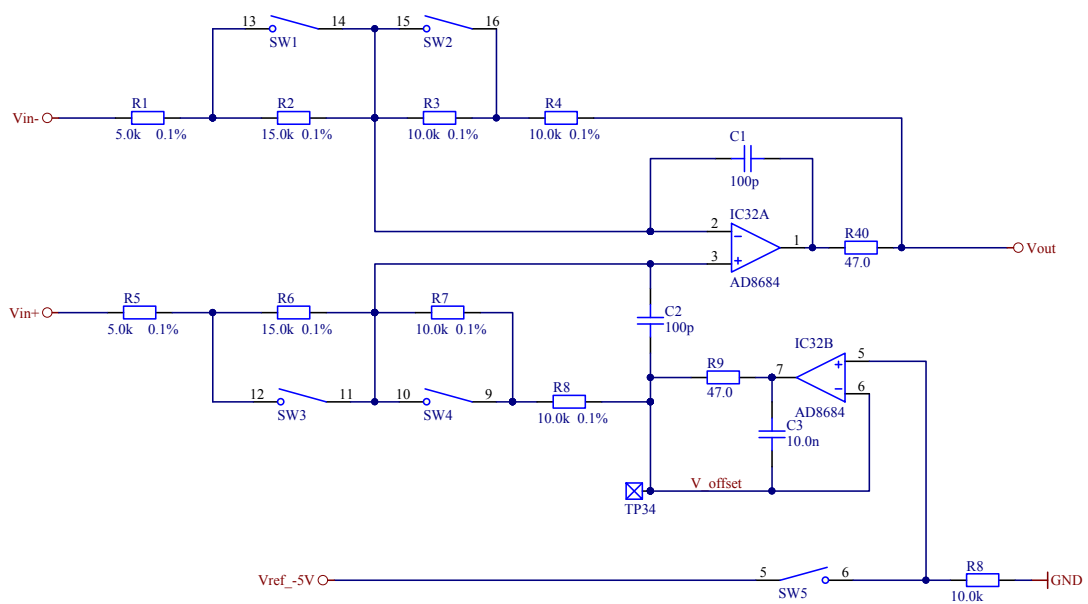 13 14 15 16
SW1 SW2
R1 R2 R3 R4
Vin-
5.0k 0.1% 15.0k 0.1% 10.0k 0.1% 10.0k 0.1%
C1
100p
IC32A
2
1 R40
Vout
3
47.0
AD8684
R5 R6 R7
Vin+
5.0k 0.1% 15.0k 0.1% 10.0k 0.1%
C2
100p
IC32B
R9 7 5
47.0 6
12 11 10 9 R8
SW3 SW4
10.0k 0.1%
AD8684
C3
10.0n
V_offset
TP34
Vref_-5V
5 6 R8
GND
SW5
10.0k